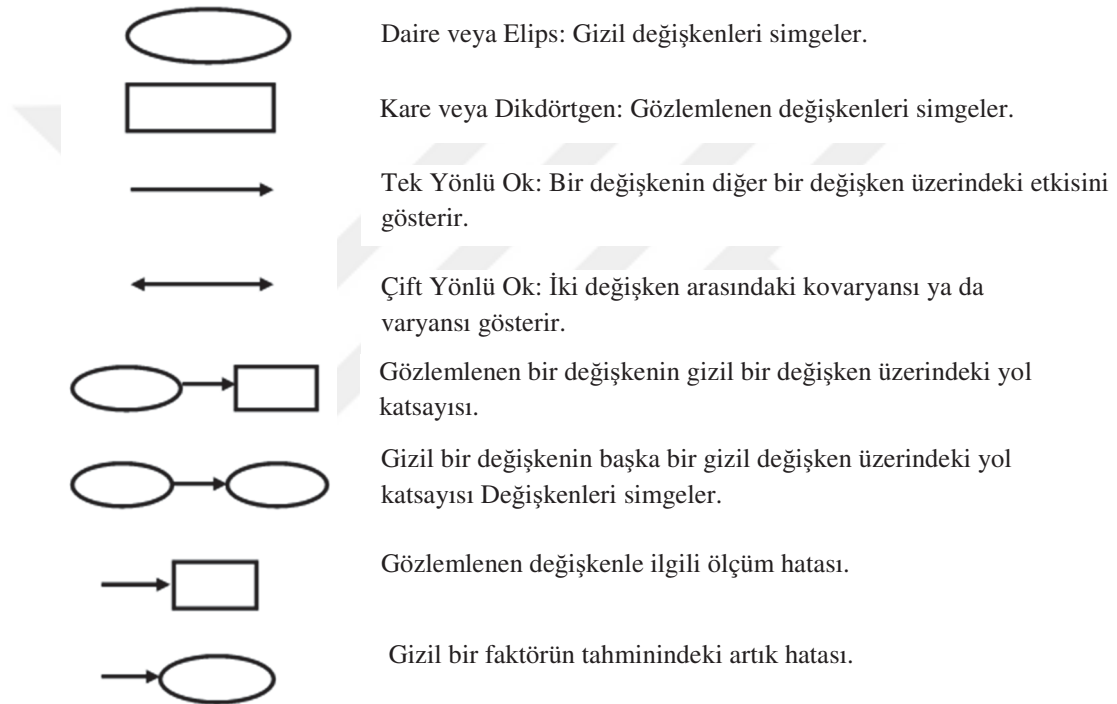 Daire veya Elips: Gizil değişkenleri simgeler.
Kare veya Dikdörtgen: Gözlemlenen değişkenleri simgeler.
Tek Yönlü Ok: Bir değişkenin diğer bir değişken üzerindeki etkisini
gösterir.
Çift Yönlü Ok: İki değişken arasındaki kovaryansı ya da
varyansı gösterir.
Gözlemlenen bir değişkenin gizil bir değişken üzerindeki yol
katsayısı.
Gizil bir değişkenin başka bir gizil değişken üzerindeki yol
katsayısı Değişkenleri simgeler.
Gözlemlenen değişkenle ilgili ölçüm hatası.
Gizil bir faktörün tahminindeki artık hatası.